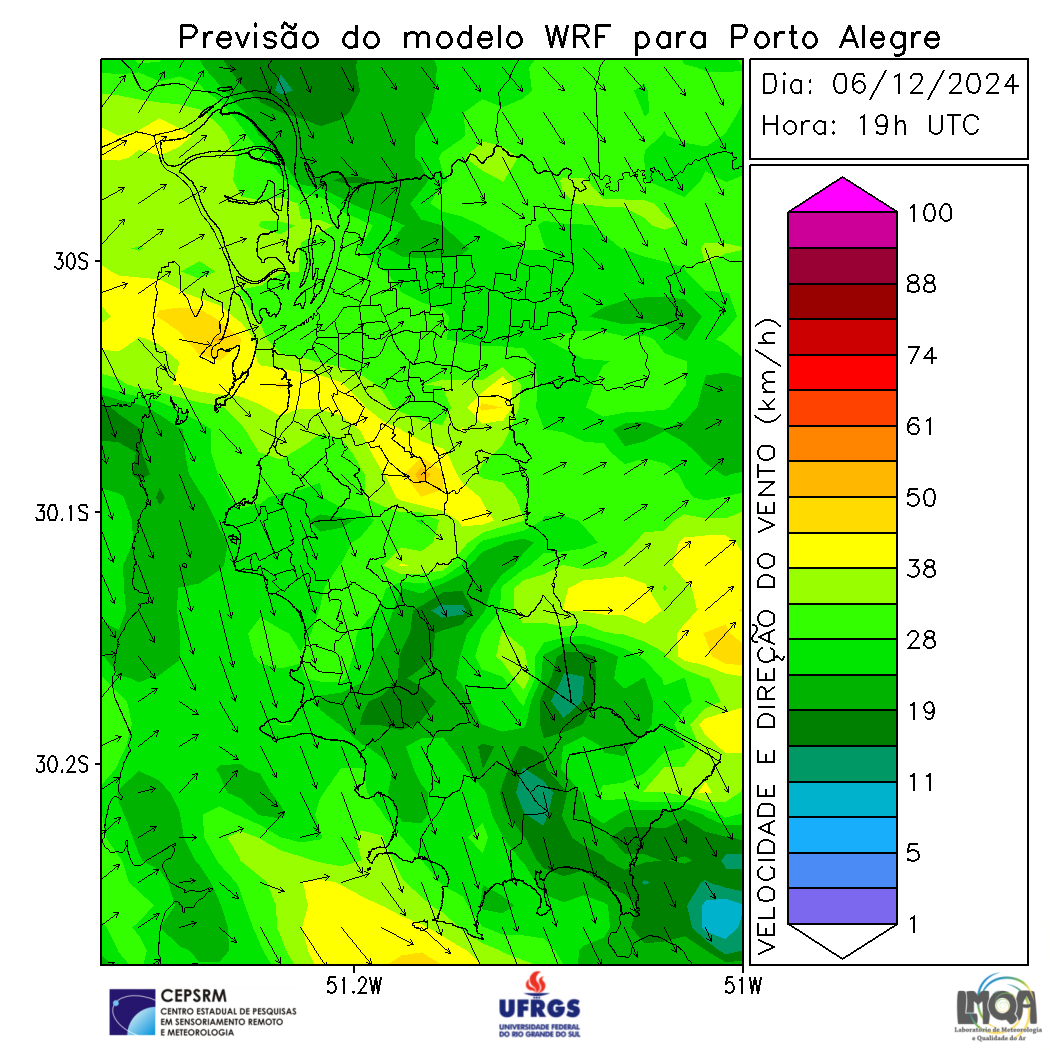 Previsão do modelo WRF para Porto Alegre
Dia: 06/12/2024
Hora: 19h UTC
30S
30.1S
30.2S
51.2W
51W
VELOCIDADE E DIREÇÃO DO VENTO (km/h)
100
88
74
61
50
38
28
19
11
5
1
CEPSRM
CENTRO ESTADUAL DE PESQUISAS
EM SENSORIAMENTO REMOTO
E METEOROLOGIA
UFRGS
UNIVERSIDADE FEDERAL
DO RIO GRANDE DO SUL
LMQA
Laboratório de Meteorologia
e Qualidade do Ar